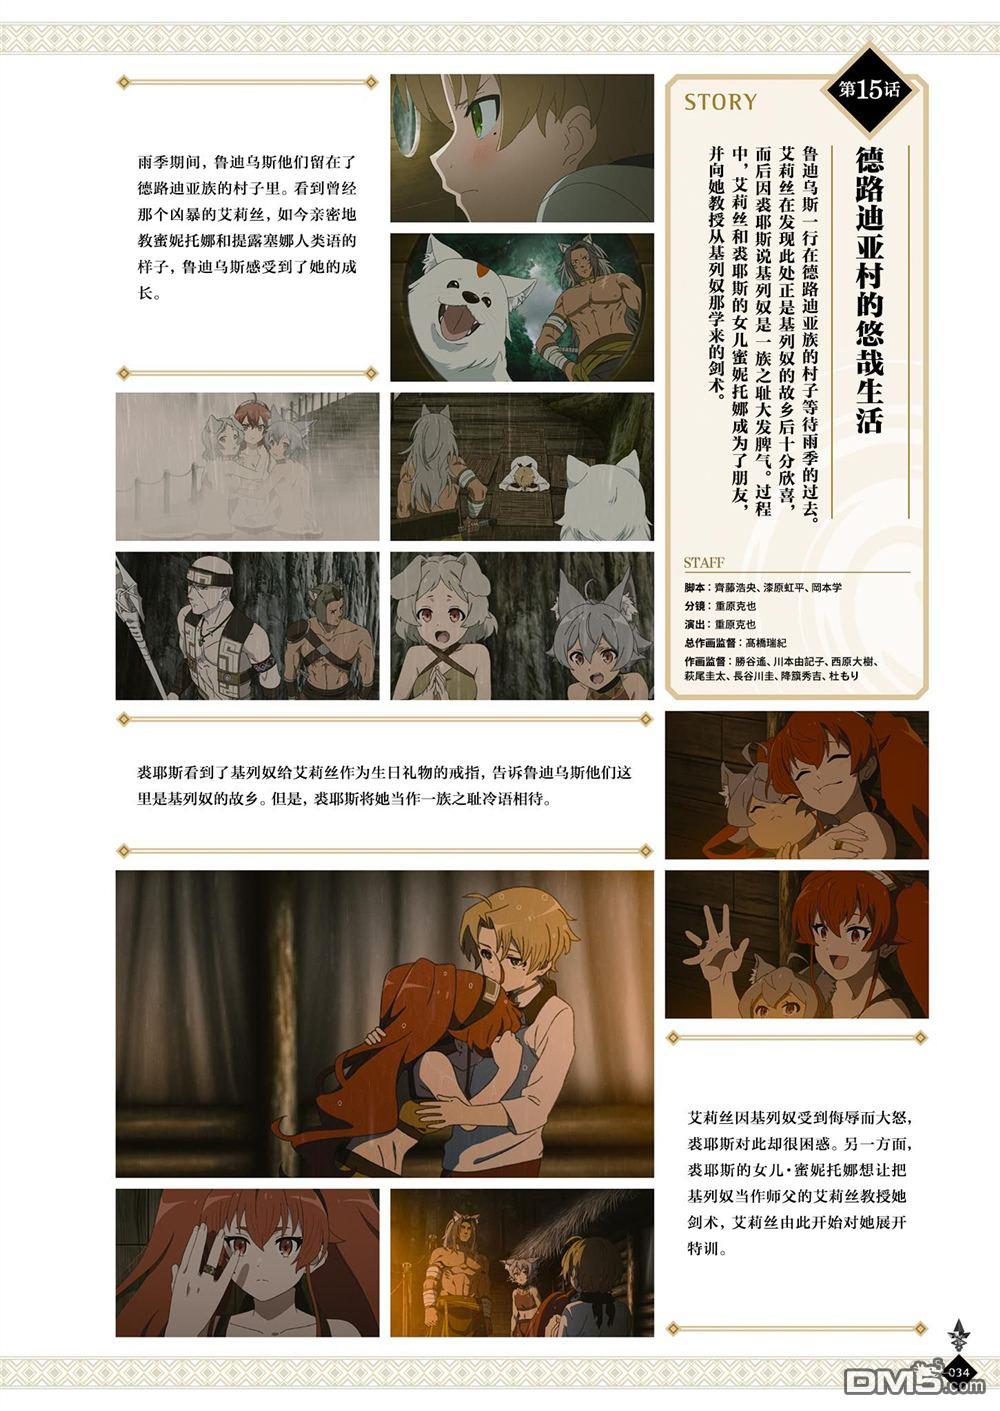 第15话
STORY
德路迪亚村的悠哉生活
鲁迪乌斯一行在德路迪亚族的村子等待雨季的过去。
艾莉丝在发现此处正是基列奴的故乡后十分欣喜，
而后因裘耶斯说基列奴是一族之耻大发脾气。过程
中，艾莉丝和裘耶斯的女儿蜜妮托娜成为了朋友，
并向她教授从基列奴那学来的剑术。
STAFF
脚本：齊藤浩央、漆原虹平、岡本学
分镜：重原克也
演出：重原克也
总作画监督：髙橋瑞紀
作画监督：勝谷遙、川本由記子、西原大樹、
萩尾圭太、長谷川圭、降籏秀吉、杜もり
雨季期间，鲁迪乌斯他们留在了
德路迪亚族的村子里。看到曾经
那个凶暴的艾莉丝，如今亲密地
教蜜妮托娜和提露塞娜人类语的
样子，鲁迪乌斯感受到了她的成
长。
裘耶斯看到了基列奴给艾莉丝作为生日礼物的戒指，告诉鲁迪乌斯他们这
里是基列奴的故乡。但是，裘耶斯将她当作一族之耻冷语相待。
艾莉丝因基列奴受到侮辱而大怒，
裘耶斯对此却很困惑。另一方面，
裘耶斯的女儿·蜜妮托娜想让把
基列奴当作师父的艾莉丝教授她
剑术，艾莉丝由此开始对她展开
特训。
034
DM5.com